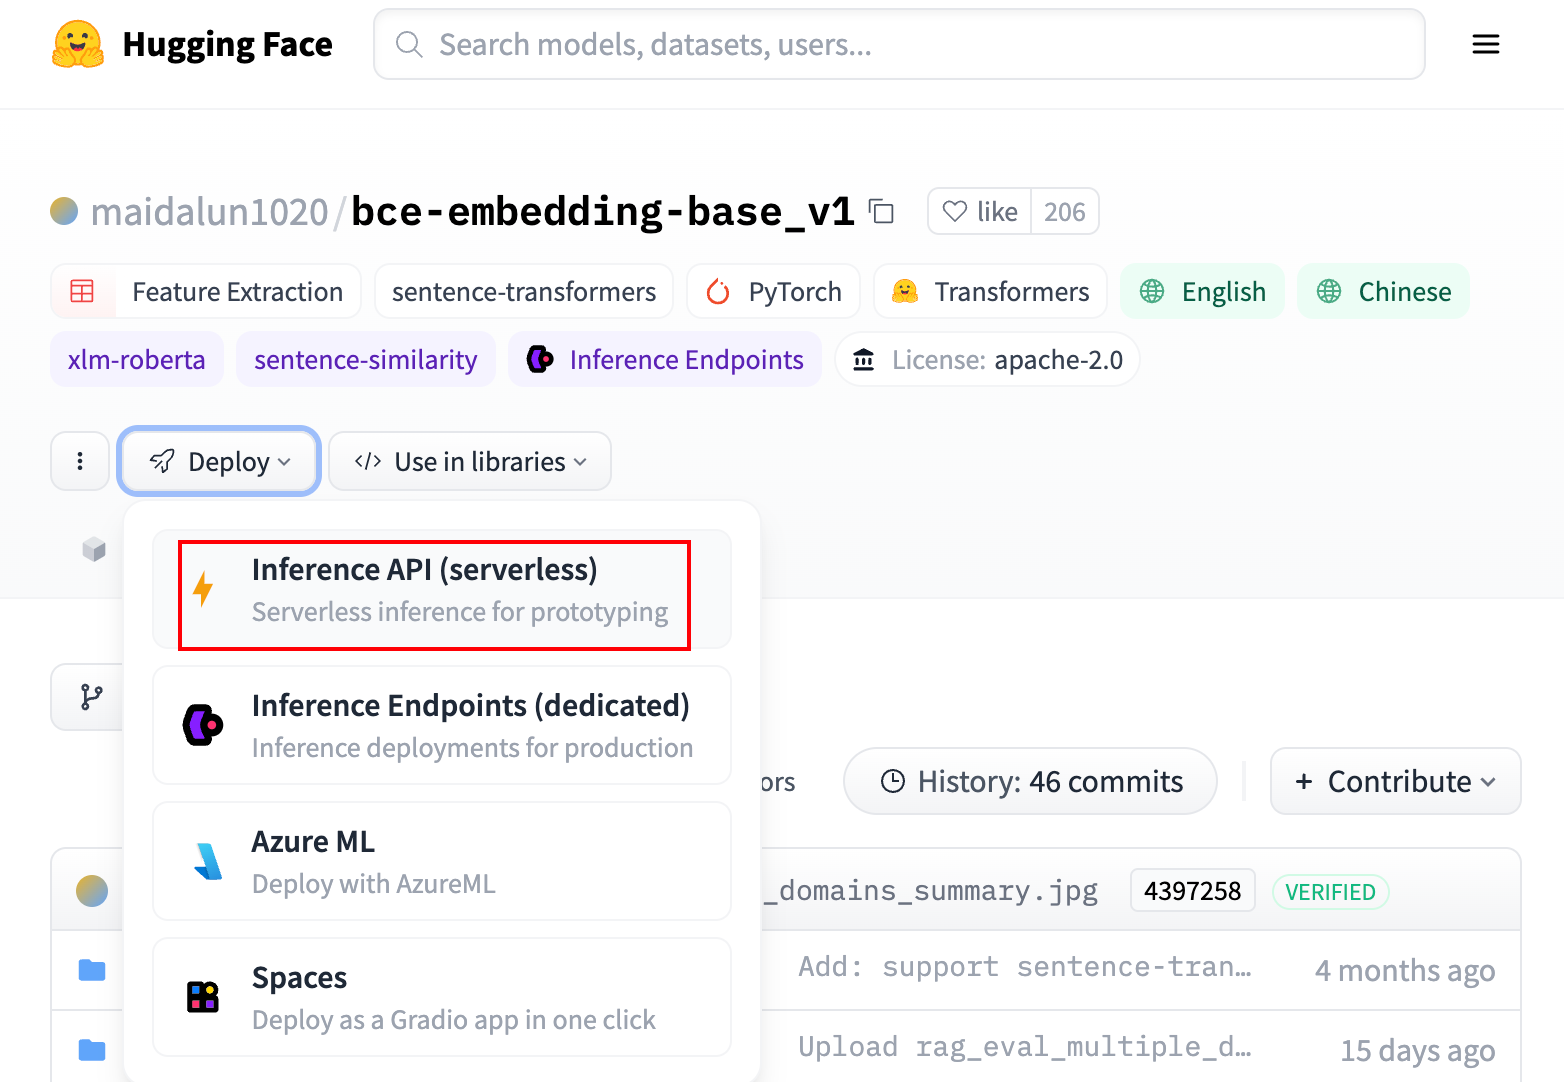 Hugging Face
Search models, datasets, users...
maidalun1020/bce-embedding-base_v1
like 206
Feature Extraction sentence-transformers PyTorch Transformers English Chinese
xlm-roberta sentence-similarity Inference Endpoints License: apache-2.0
Deploy Use in libraries
Inference API (serverless)
Serverless inference for prototyping
Inference Endpoints (dedicated)
Inference deployments for production
Azure ML
Deploy with AzureML
Spaces
Deploy as a Gradio app in one click
ors History: 46 commits + Contribute
_domains_summary.jpg 4397258 VERIFIED
Add: support sentence-tran… 4 months ago
Upload rag_eval_multiple_d… 15 days ago